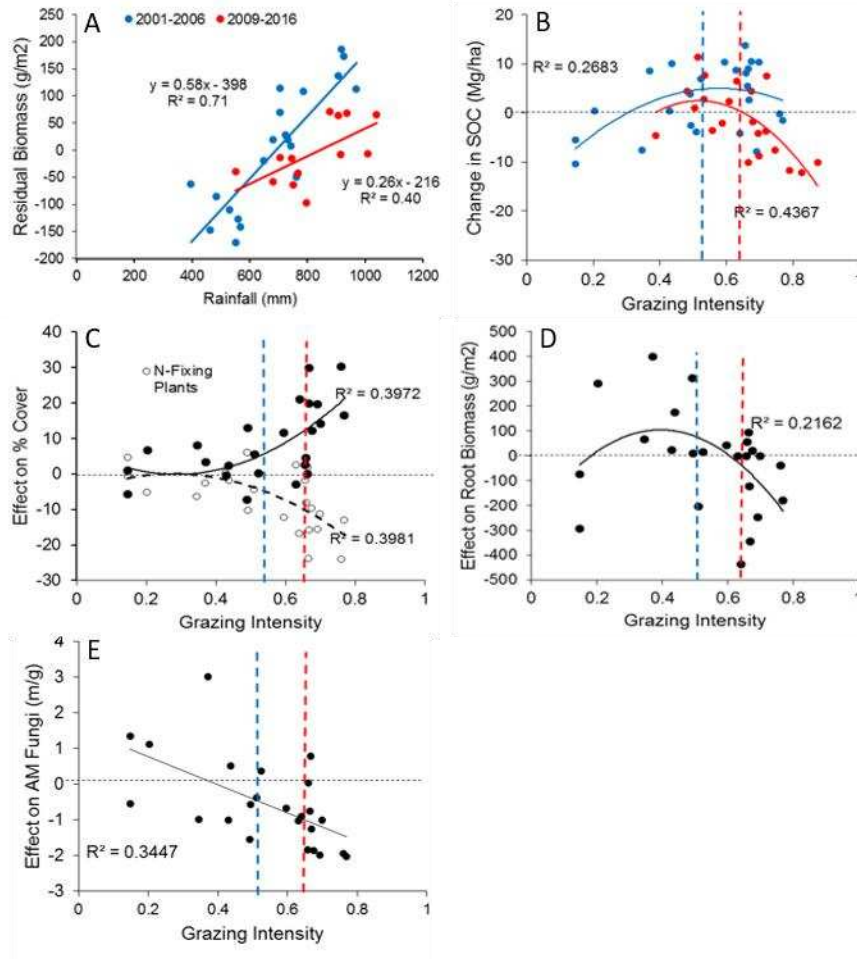 A
2001-2006 2009-2016
250
200
150
100
50
0
-50
-100
-150
-200
Residual Biomass (g/m2)
y = 0.58x - 398
R² = 0.71
y = 0.26x - 216
R² = 0.40
0 200 400 600 800 1000 1200
Rainfall (mm)
B
20
10
0
-10
-20
-30
Change in SOC (Mg/ha)
R² = 0.2683
R² = 0.4367
0 0.2 0.4 0.6 0.8 1
Grazing Intensity
C
40
30
20
10
0
-10
-20
-30
Effect on % Cover
N-Fixing
Plants
R² = 0.3972
R² = 0.3981
0 0.2 0.4 0.6 0.8 1
Grazing Intensity
D
500
400
300
200
100
0
-100
-200
-300
-400
-500
Effect on Root Biomass (g/m2)
R² = 0.2162
0 0.2 0.4 0.6 0.8 1
Grazing Intensity
E
4
3
2
1
0
-1
-2
-3
Effect on AM Fungi (m/g)
R² = 0.3447
0 0.2 0.4 0.6 0.8 1
Grazing Intensity